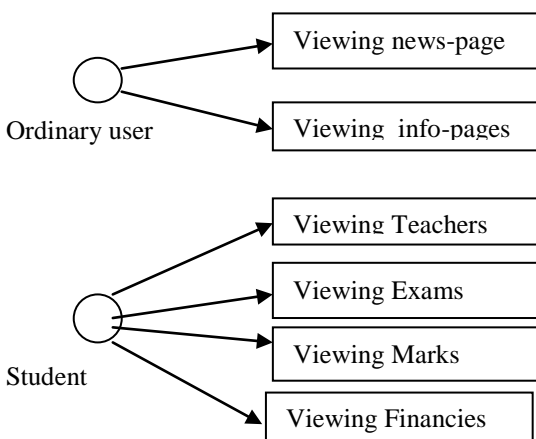 Viewing news-page
Viewing info-pages
Ordinary user
Viewing Teachers
Viewing Exams
Viewing Marks
Student
Viewing Financies